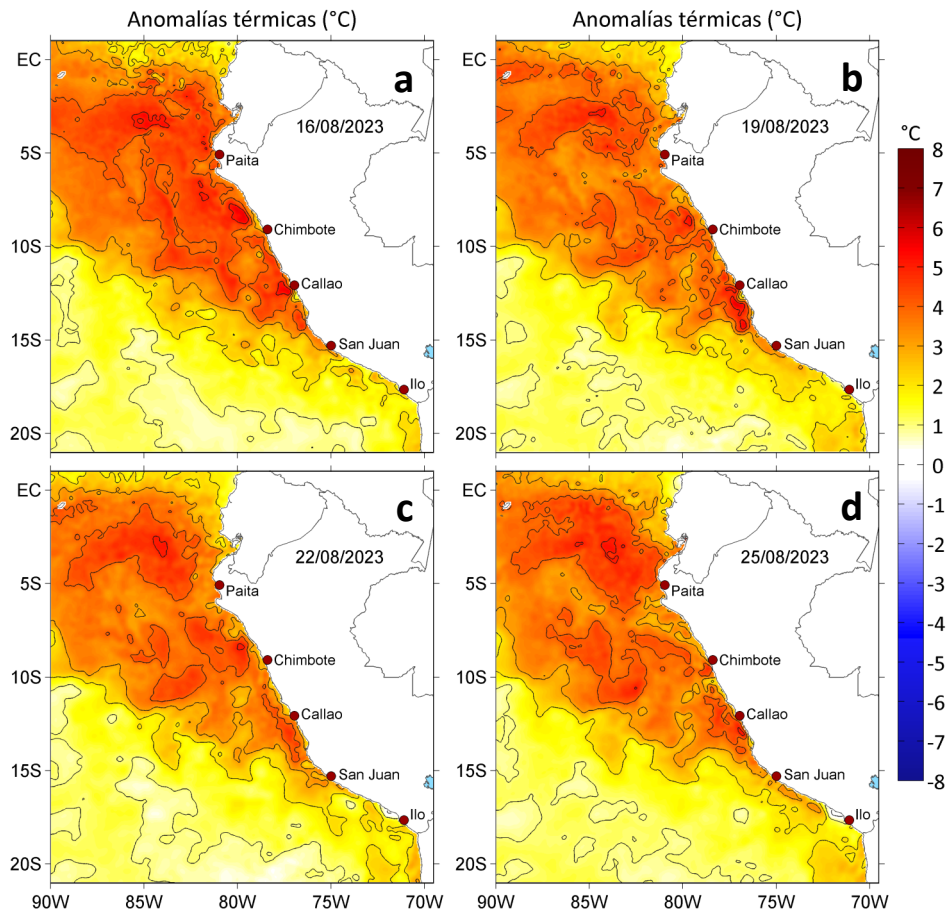 Anomalías térmicas (°C)
Anomalías térmicas (°C)
EC
5S
10S
15S
20S
a
16/08/2023
Paita
Chimbote
Callao
San Juan
Ilo
EC
5S
10S
15S
20S
b
19/08/2023
Paita
Chimbote
Callao
San Juan
Ilo
EC
5S
10S
15S
20S
c
22/08/2023
Paita
Chimbote
Callao
San Juan
Ilo
90W 85W 80W 75W 70W
EC
5S
10S
15S
20S
d
25/08/2023
Paita
Chimbote
Callao
San Juan
Ilo
90W 85W 80W 75W 70W
°C
8
7
6
5
4
3
2
1
0
-1
-2
-3
-4
-5
-6
-7
-8